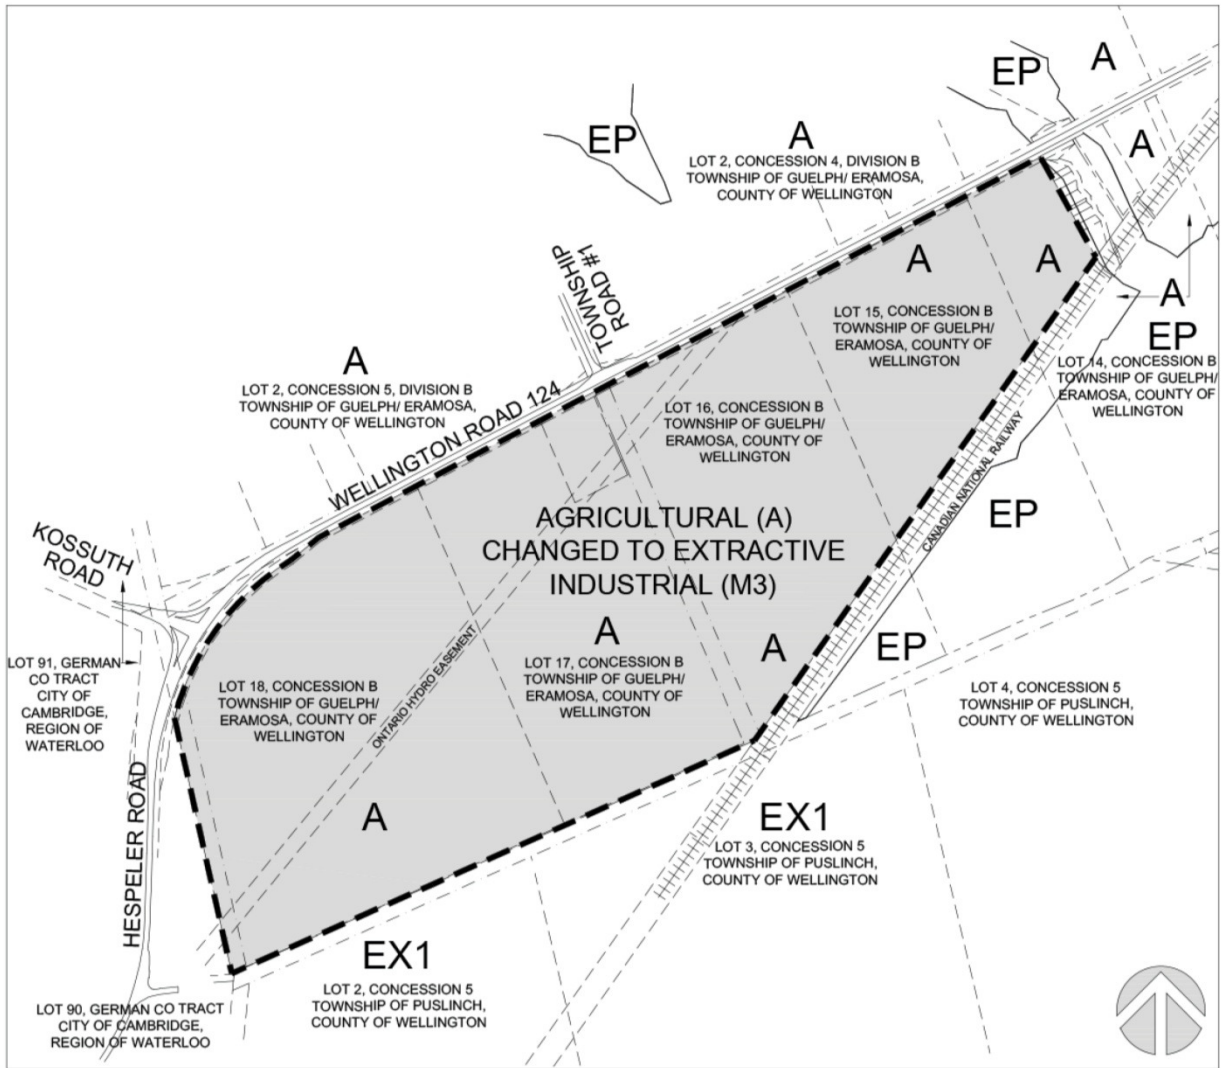 A
EP
A
EP
A
LOT 2, CONCESSION 4, DIVISION B
TOWNSHIP OF GUELPH/ ERAMOSA,
COUNTY OF WELLINGTON
TOWNSHIP
ROAD #1
A
A
A
EP
LOT 14, CONCESSION B
TOWNSHIP OF GUELPH/
ERAMOSA, COUNTY OF
WELLINGTON
LOT 15, CONCESSION B
TOWNSHIP OF GUELPH/
ERAMOSA, COUNTY OF
WELLINGTON
A
LOT 2, CONCESSION 5, DIVISION B
TOWNSHIP OF GUELPH/ ERAMOSA,
COUNTY OF WELLINGTON
WELLINGTON ROAD 124
LOT 16, CONCESSION B
TOWNSHIP OF GUELPH/
ERAMOSA, COUNTY OF
WELLINGTON
CANADIAN NATIONAL RAILWAY
EP
AGRICULTURAL (A)
CHANGED TO EXTRACTIVE
INDUSTRIAL (M3)
KOSSUTH
ROAD
A
LOT 17, CONCESSION B
TOWNSHIP OF GUELPH/
ERAMOSA, COUNTY OF
WELLINGTON
A
EP
LOT 91, GERMAN
CO TRACT
CITY OF
CAMBRIDGE,
REGION OF
WATERLOO
LOT 18, CONCESSION B
TOWNSHIP OF GUELPH/
ERAMOSA, COUNTY OF
WELLINGTON
ONTARIO HYDRO EASEMENT
LOT 4, CONCESSION 5
TOWNSHIP OF PUSLINCH,
COUNTY OF WELLINGTON
A
HESPELER ROAD
EX1
LOT 3, CONCESSION 5
TOWNSHIP OF PUSLINCH,
COUNTY OF WELLINGTON
EX1
LOT 2, CONCESSION 5
TOWNSHIP OF PUSLINCH,
COUNTY OF WELLINGTON
LOT 90, GERMAN CO TRACT
CITY OF CAMBRIDGE,
REGION OF WATERLOO